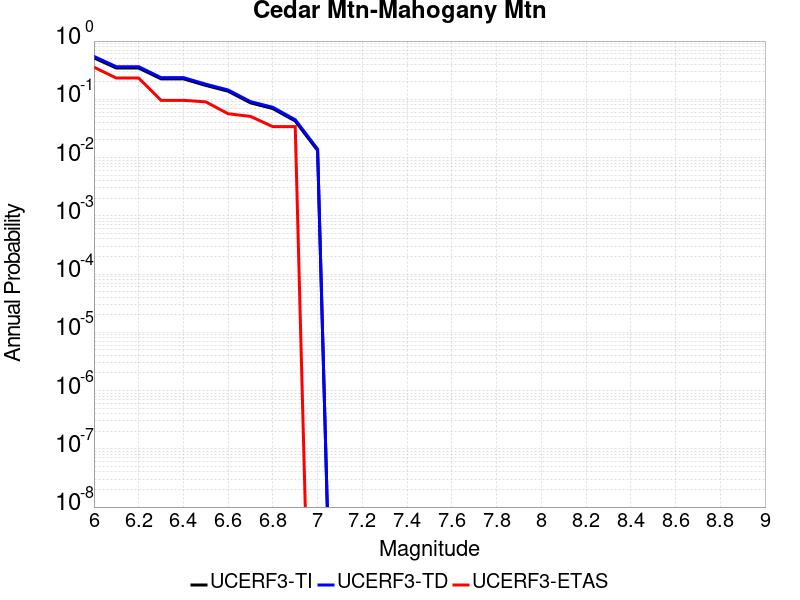 Cedar Mtn-Mahogany Mtn
Annual Probability
10^0
10^-1
10^-2
10^-3
10^-4
10^-5
10^-6
10^-7
10^-8
6 6.2 6.4 6.6 6.8 7 7.2 7.4 7.6 7.8 8 8.2 8.4 8.6 8.8 9
Magnitude
UCERF3-TI UCERF3-TD UCERF3-ETAS